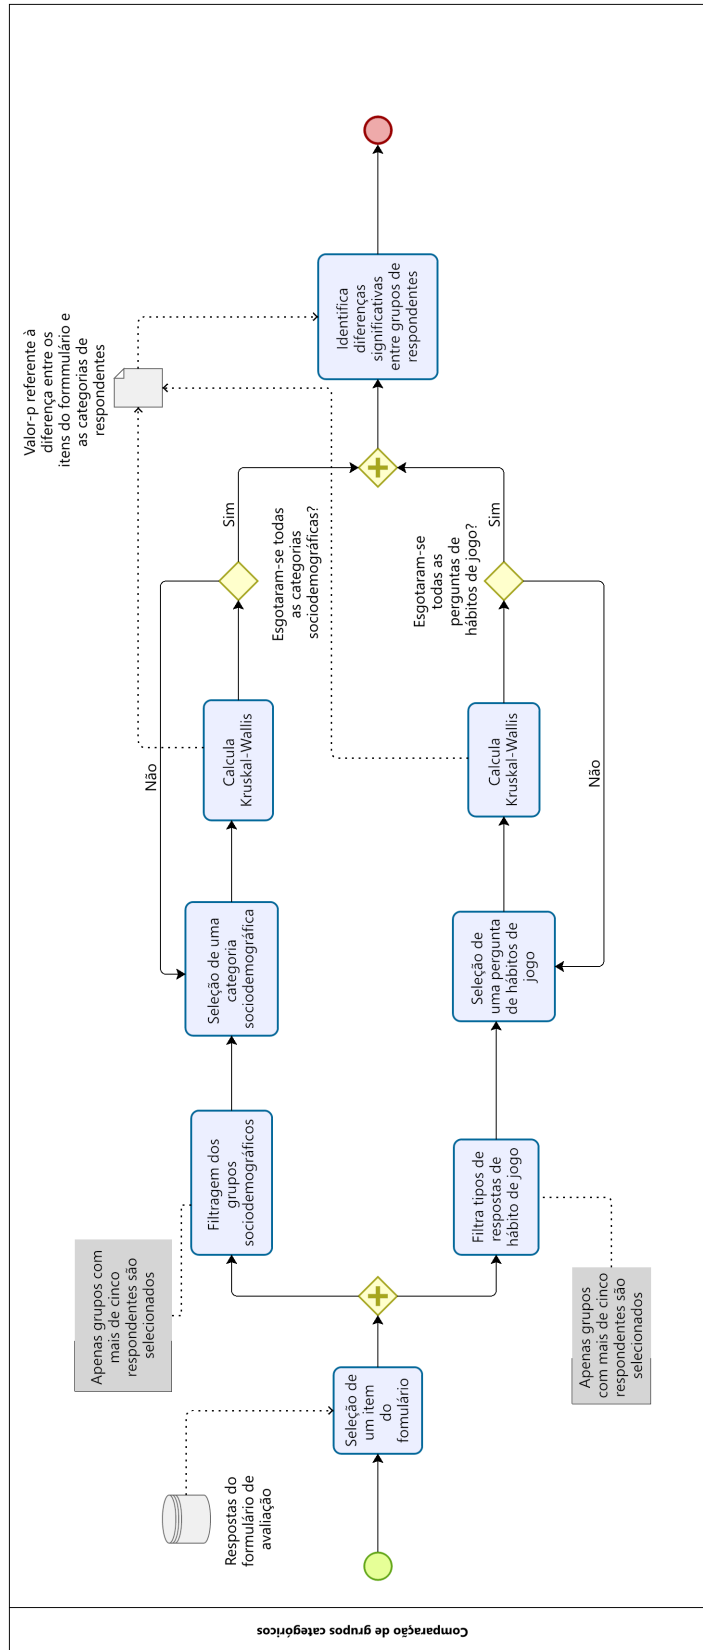 Comparação de grupos categóricos
Respostas do
formulário de
avaliação
Seleção de
um item
do
fomulário
Apenas grupos com
mais de cinco
respondentes são
selecionados
Filtragem dos
grupos
sociodemográficos
Seleção de uma
categoria
sociodemográfica
Calcula
Kruskal-Wallis
Não
Esgotaram-se todas
as categorias
sociodemográficas?
Sim
Valor-p referente à
diferença entre os
itens do formmulário e
as categorias de
respondentes
Apenas grupos
com mais de cinco
respondentes são
selecionados
Filtra tipos de
respostas de
hábito de jogo
Seleção de
uma pergunta
de hábitos de
jogo
Calcula
Kruskal-Wallis
Não
Esgotaram-se
todas as
perguntas de
hábitos de jogo?
Sim
Identifica
diferenças
significativas
entre grupos de
respondentes